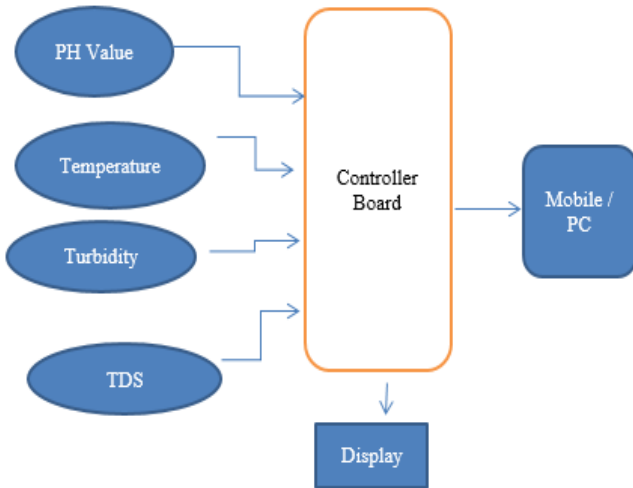 PH Value
Temperature
Turbidity
TDS
Controller
Board
Mobile /
PC
Display